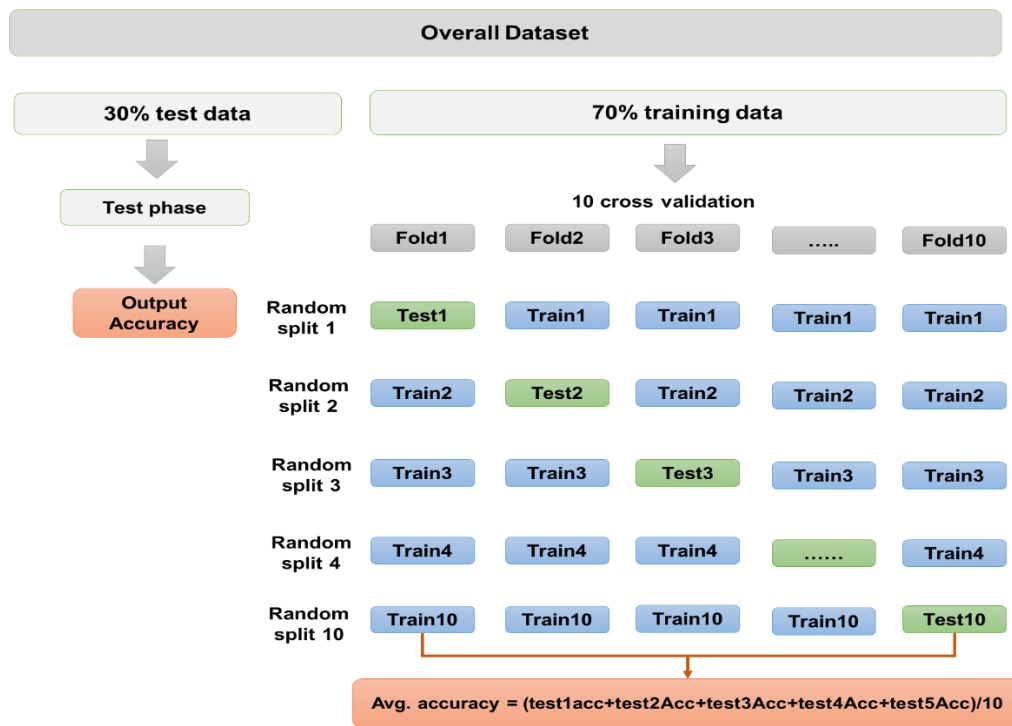 Overall Dataset
30% test data
70% training data
Test phase
10 cross validation
Output
Accuracy
Fold1
Fold2
Fold3
…..
Fold10
Random
split 1
Test1
Train1
Train1
Train1
Train1
Random
split 2
Train2
Test2
Train2
Train2
Train2
Random
split 3
Train3
Train3
Test3
Train3
Train3
Random
split 4
Train4
Train4
Train4
……
Train4
Random
split 10
Train10
Train10
Train10
Train10
Test10
Avg. accuracy = (test1acc+test2Acc+test3Acc+test4Acc+test5Acc)/10